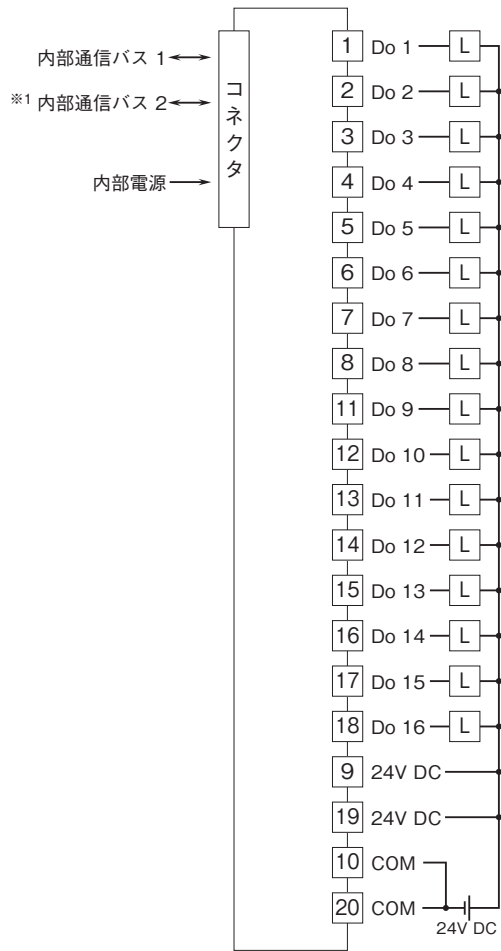 内部通信バス 1
※1 内部通信バス 2
内部電源
コネクタ
1 Do 1 L
2 Do 2 L
3 Do 3 L
4 Do 4 L
5 Do 5 L
6 Do 6 L
7 Do 7 L
8 Do 8 L
11 Do 9 L
12 Do 10 L
13 Do 11 L
14 Do 12 L
15 Do 13 L
16 Do 14 L
17 Do 15 L
18 Do 16 L
9 24V DC
19 24V DC
10 COM
20 COM
24V DC